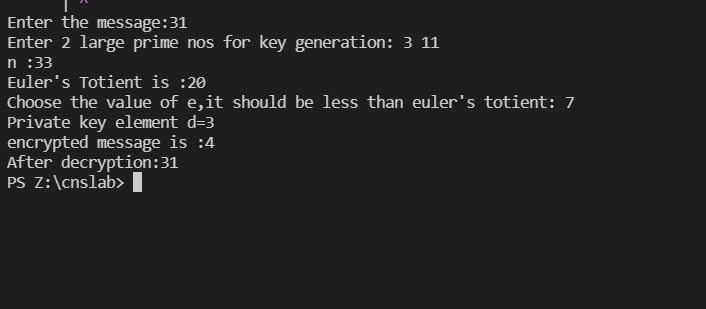 Enter the message:31
Enter 2 large prime nos for key generation: 3 11
n :33
Euler's Totient is :20
Choose the value of e,it should be less than euler's totient: 7
Private key element d=3
encrypted message is :4
After decryption:31
PS Z:\cnslab>